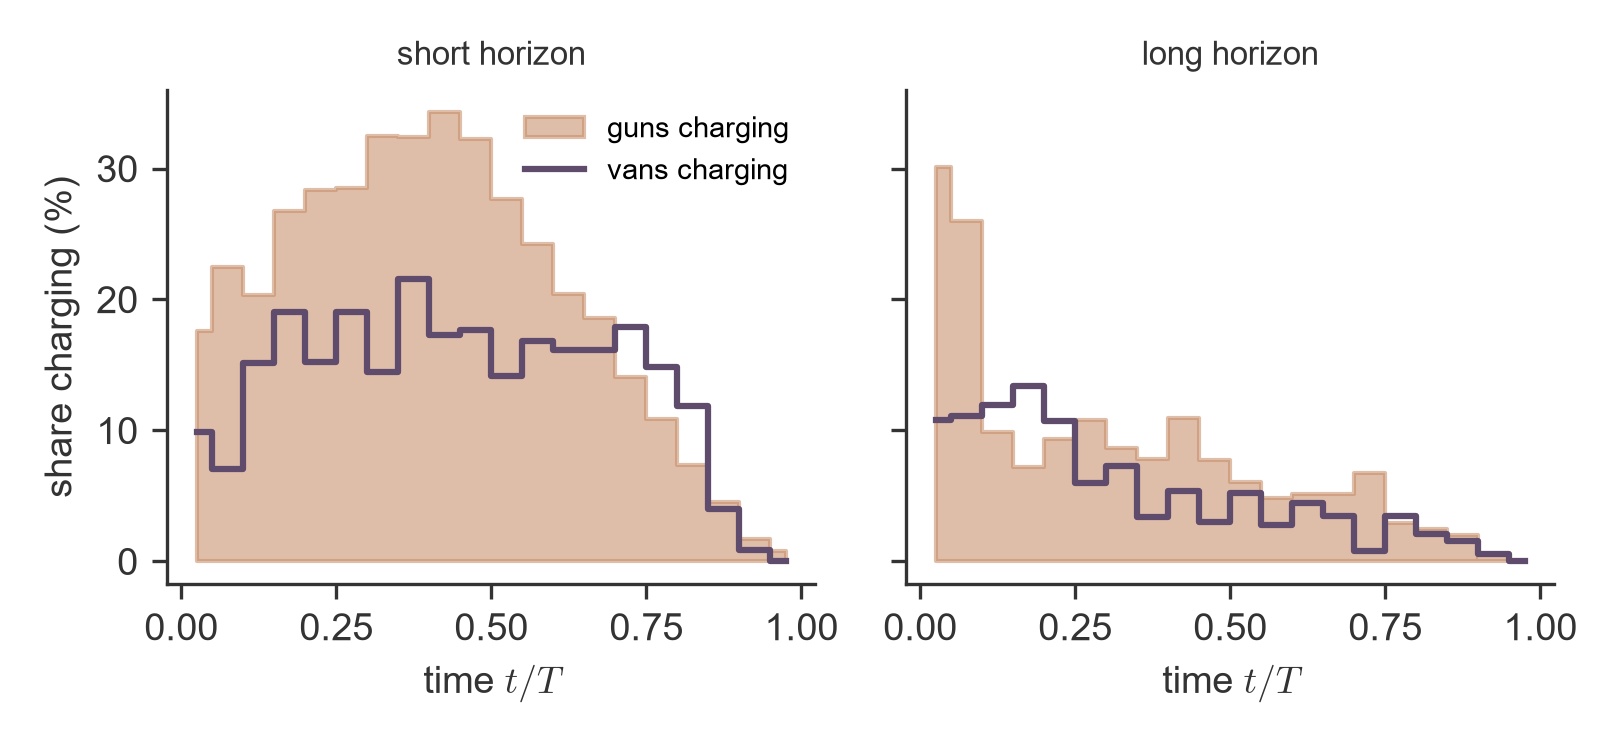 short horizon
long horizon
guns charging
vans charging
share charging (%)
30
20
10
0
0.00 0.25 0.50 0.75 1.00
0.00 0.25 0.50 0.75 1.00
time t/T
time t/T